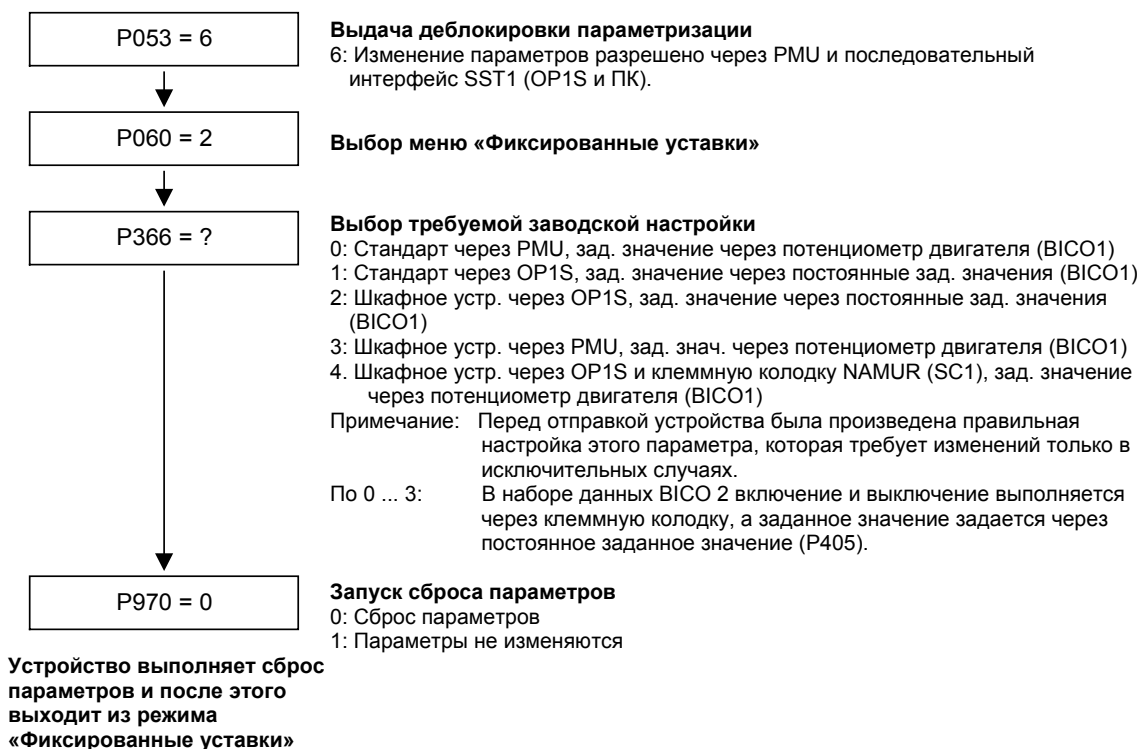 P053 = 6
Выдача деблокировки параметризации
6: Изменение параметров разрешено через PMU и последовательный
интерфейс SST1 (OP1S и ПК).
P060 = 2
Выбор меню «Фиксированные уставки»
P366 = ?
Выбор требуемой заводской настройки
0: Стандарт через PMU, зад. значение через потенциометр двигателя (BICO1)
1: Стандарт через OP1S, зад. значение через постоянные зад. значения (BICO1)
2: Шкафное устр. через OP1S, зад. значение через постоянные зад. значения
(BICO1)
3: Шкафное устр. через PMU, зад. знач. через потенциометр двигателя (BICO1)
4. Шкафное устр. через OP1S и клеммную колодку NAMUR (SC1), зад. значение
через потенциометр двигателя (BICO1)
Примечание: Перед отправкой устройства была произведена правильная
настройка этого параметра, которая требует изменений только в
исключительных случаях.
По 0 ... 3: В наборе данных BICO 2 включение и выключение выполняется
через клеммную колодку, а заданное значение задается через
постоянное заданное значение (P405).
P970 = 0
Запуск сброса параметров
0: Сброс параметров
1: Параметры не изменяются
Устройство выполняет сброс
параметров и после этого
выходит из режима
«Фиксированные уставки»